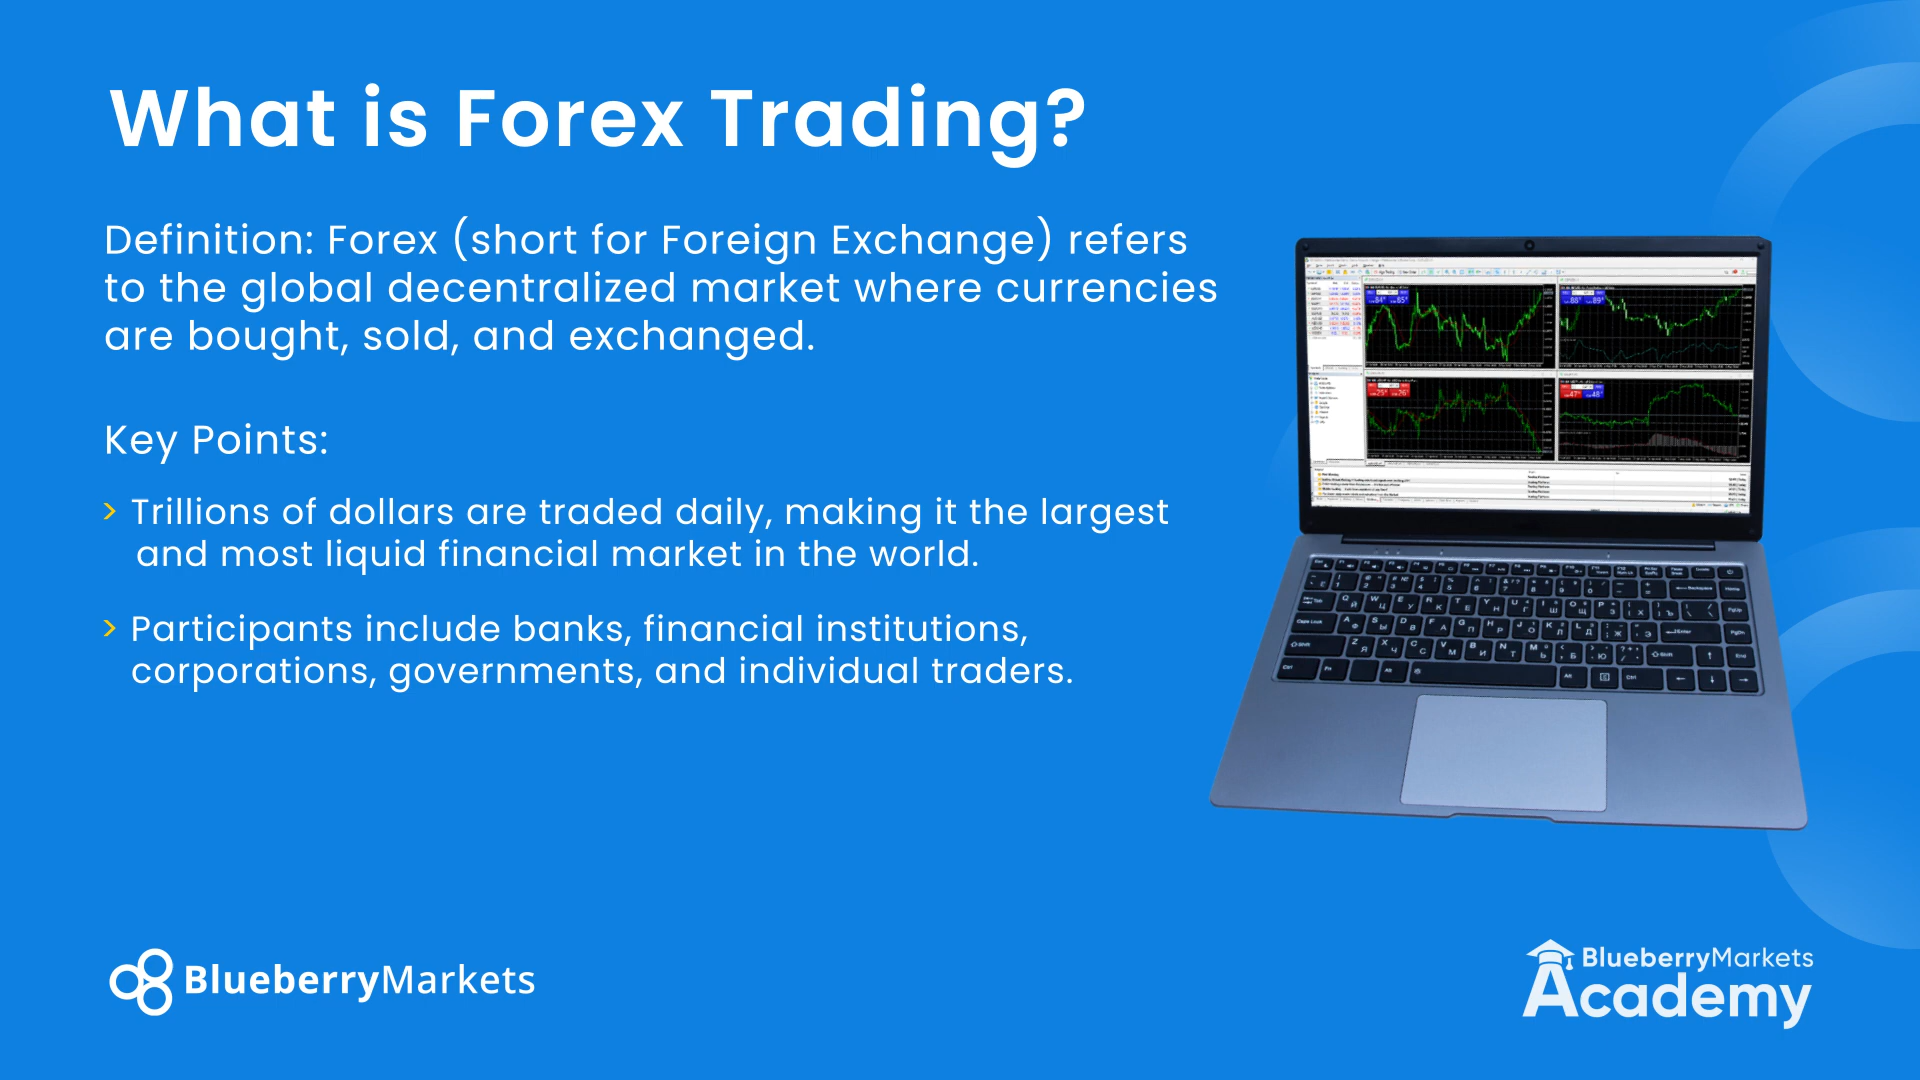 What is Forex Trading?
Definition: Forex (short for Foreign Exchange) refers
to the global decentralized market where currencies
are bought, sold, and exchanged.
Key Points:
> Trillions of dollars are traded daily, making it the largest
and most liquid financial market in the world.
> Participants include banks, financial institutions,
corporations, governments, and individual traders.
BlueberryMarkets
BlueberryMarkets
Academy